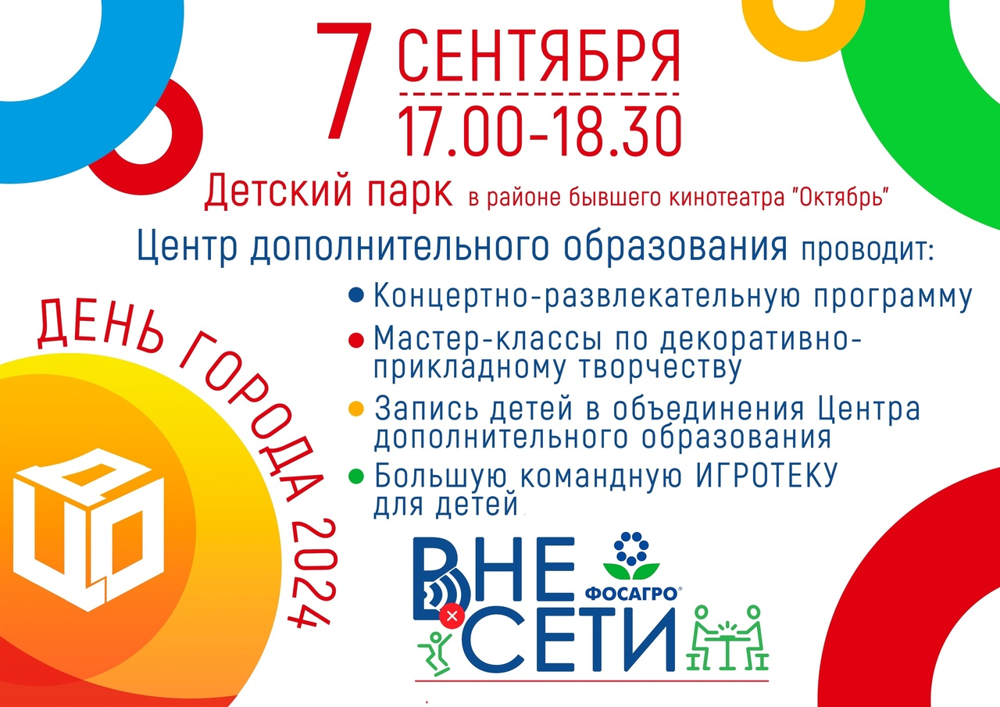 7 СЕНТЯБРЯ
17.00-18.30
Детский парк в районе бывшего кинотеатра "Октябрь"
Центр дополнительного образования проводит:
• Концертно-развлекательную программу
• Мастер-классы по декоративно-
прикладному творчеству
• Запись детей в объединения Центра
дополнительного образования
• Большую командную ИГРОТЕКУ
для детей
ДЕНЬ ГОРОДА 2024
ЦДО
ВНЕ
ФОСАГРО®
СЕТИ